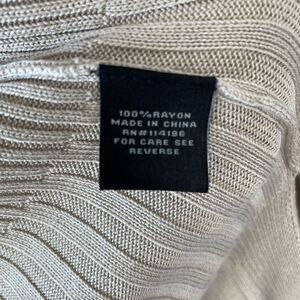 100% RAYON
MADE IN CHINA
RN#114186
FOR CARE SEE
REVERSE